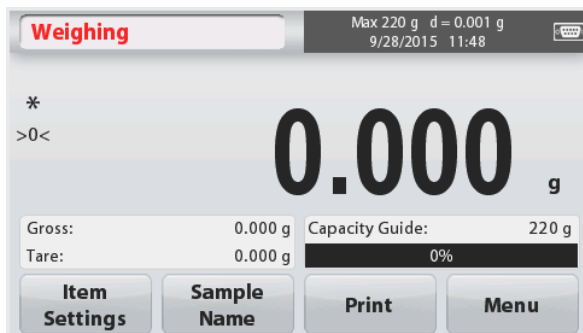 Weighing
Max 220 g d = 0.001 g
9/28/2015 11:48
*
>0<
0.000 g
Gross: 0.000 g
Tare: 0.000 g
Capacity Guide: 220 g
0%
Item Settings
Sample Name
Print
Menu